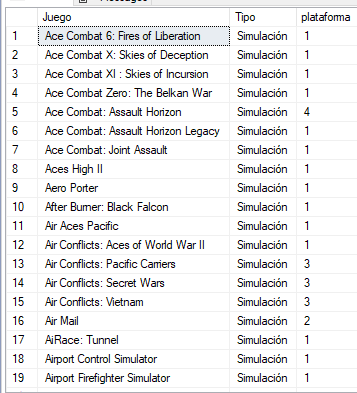 Messages
Juego Tipo plataforma
1 Ace Combat 6: Fires of Liberation Simulación 1
2 Ace Combat X: Skies of Deception Simulación 1
3 Ace Combat XI : Skies of Incursion Simulación 1
4 Ace Combat Zero: The Belkan War Simulación 1
5 Ace Combat: Assault Horizon Simulación 4
6 Ace Combat: Assault Horizon Legacy Simulación 1
7 Ace Combat: Joint Assault Simulación 1
8 Aces High II Simulación 1
9 Aero Porter Simulación 1
10 After Burner: Black Falcon Simulación 1
11 Air Aces Pacific Simulación 1
12 Air Conflicts: Aces of World War II Simulación 1
13 Air Conflicts: Pacific Carriers Simulación 3
14 Air Conflicts: Secret Wars Simulación 3
15 Air Conflicts: Vietnam Simulación 3
16 Air Mail Simulación 2
17 AiRace: Tunnel Simulación 1
18 Airport Control Simulator Simulación 1
19 Airport Firefighter Simulator Simulación 1